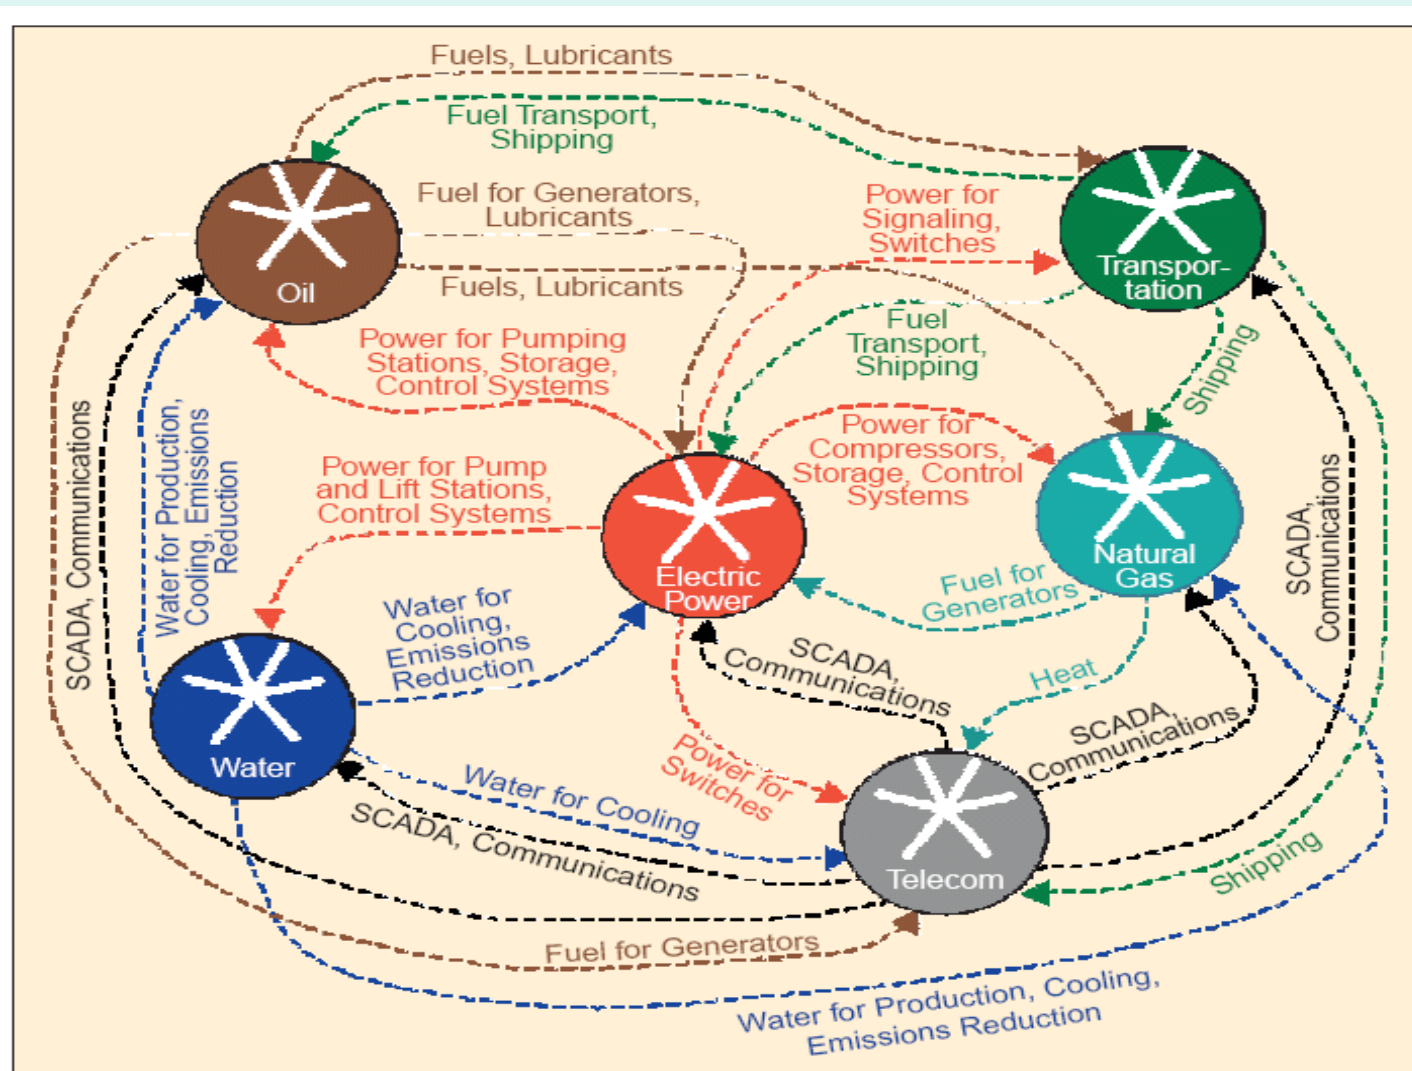 Fuels, Lubricants
Fuel Transport,
Shipping
Fuel for Generators,
Lubricants
Power for
Signaling,
Switches
Oil
Fuels, Lubricants
Transpor-
tation
Fuel
Transport,
Shipping
Shipping
Power for Pumping
Stations, Storage,
Control Systems
Power for
Compressors,
Storage, Control
Systems
SCADA, Communications
Water for Production,
Cooling, Emissions
Reduction
Power for Pump
and Lift Stations,
Control Systems
SCADA,
Communications
Electric
Power
Natural
Gas
Fuel for
Generators
Water for
Cooling,
Emissions
Reduction
SCADA,
Communications
Heat
SCADA,
Communications
Water
Power for
Switches
Water for Cooling
SCADA, Communications
Telecom
Shipping
Fuel for Generators
Water for Production, Cooling,
Emissions Reduction